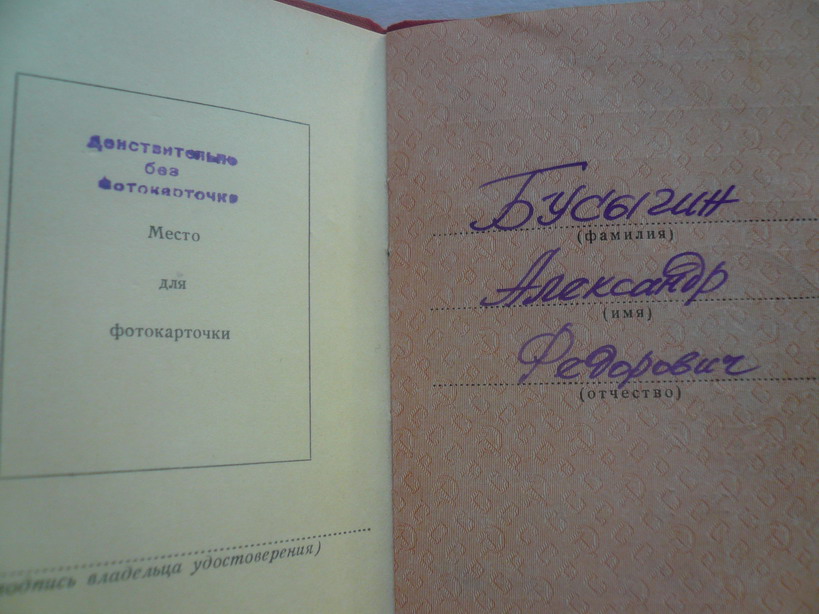 Действительно
без
фотокарточки
Место
для
фотокарточки
подпись владельца удостоверения)
Бусыгин
(фамилия)
Александр
(имя)
Федорович
(отчество)